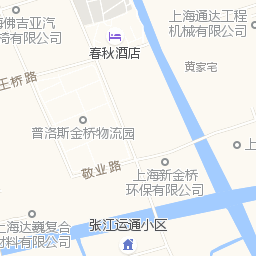 海佛吉亚汽
椅有限公司
上海通达工程
机械有限公司
春秋酒店
黄家宅
王桥路
普洛斯金桥物流园
敬业路
上海新金桥
环保有限公司
上
上海达巍复合
材料有限公司
张江运通小区